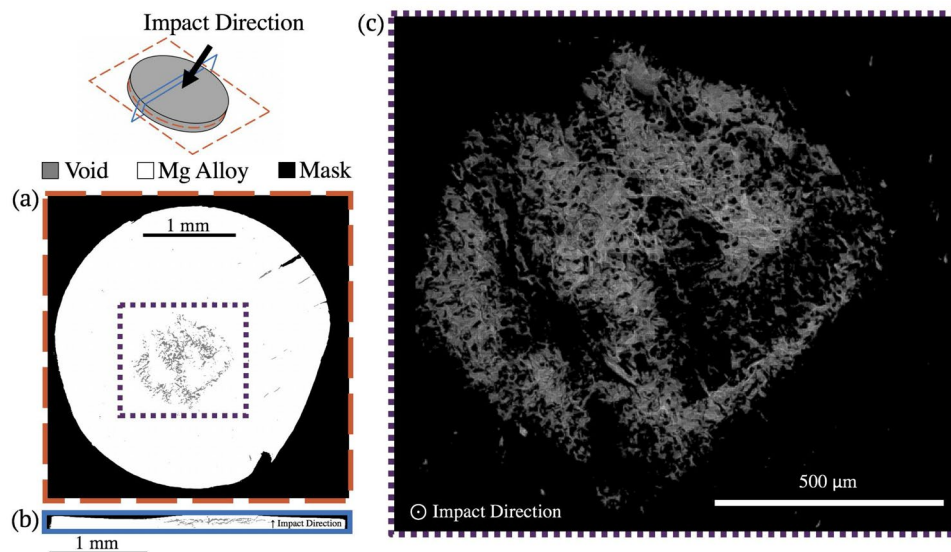 Impact Direction
(c)
Void Mg Alloy Mask
(a)
1 mm
500 μm
⊙ Impact Direction
(b)
↑ Impact Direction
1 mm